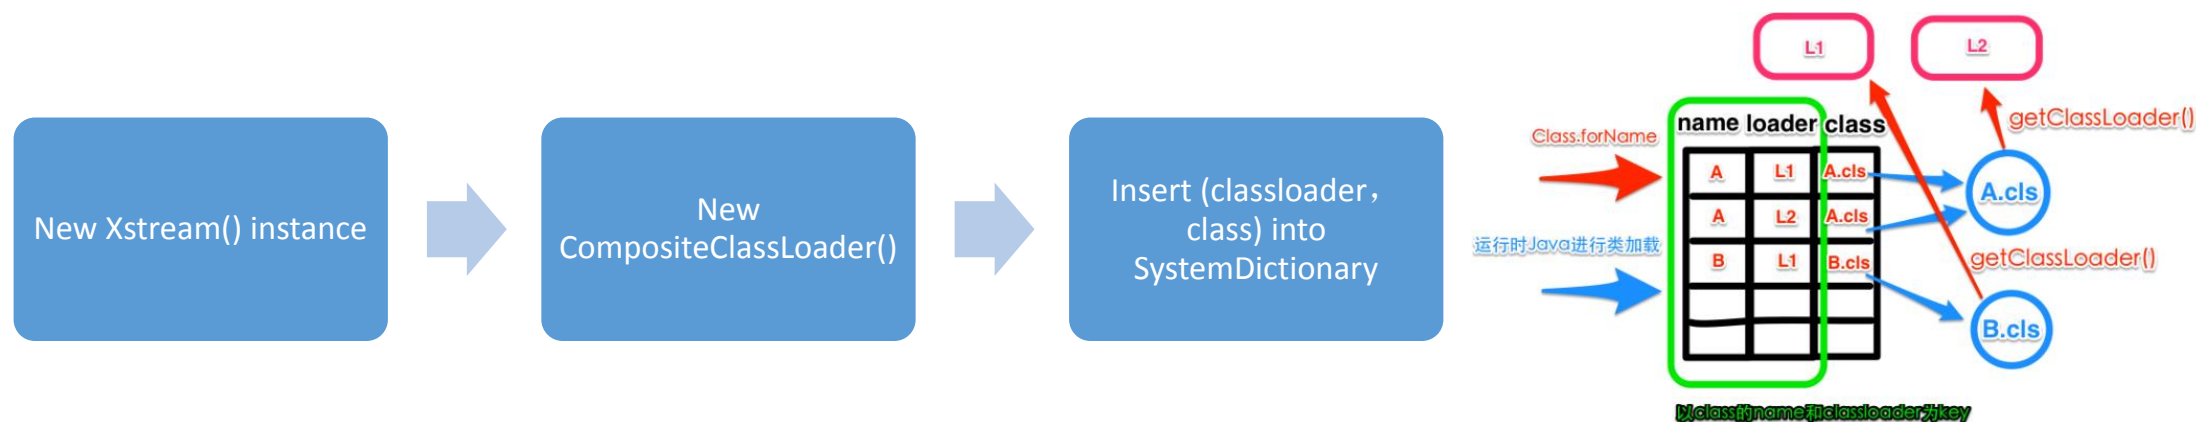 New Xstream() instance
New
CompositeClassLoader()
Insert (classloader，
class) into
SystemDictionary
L1
L2
getClassLoader()
Class.forName
name loader class
A L1 A.cls
A L2 A.cls
B L1 B.cls
A.cls
运行时Java进行类加载
getClassLoader()
B.cls
以class的name和classloader为key